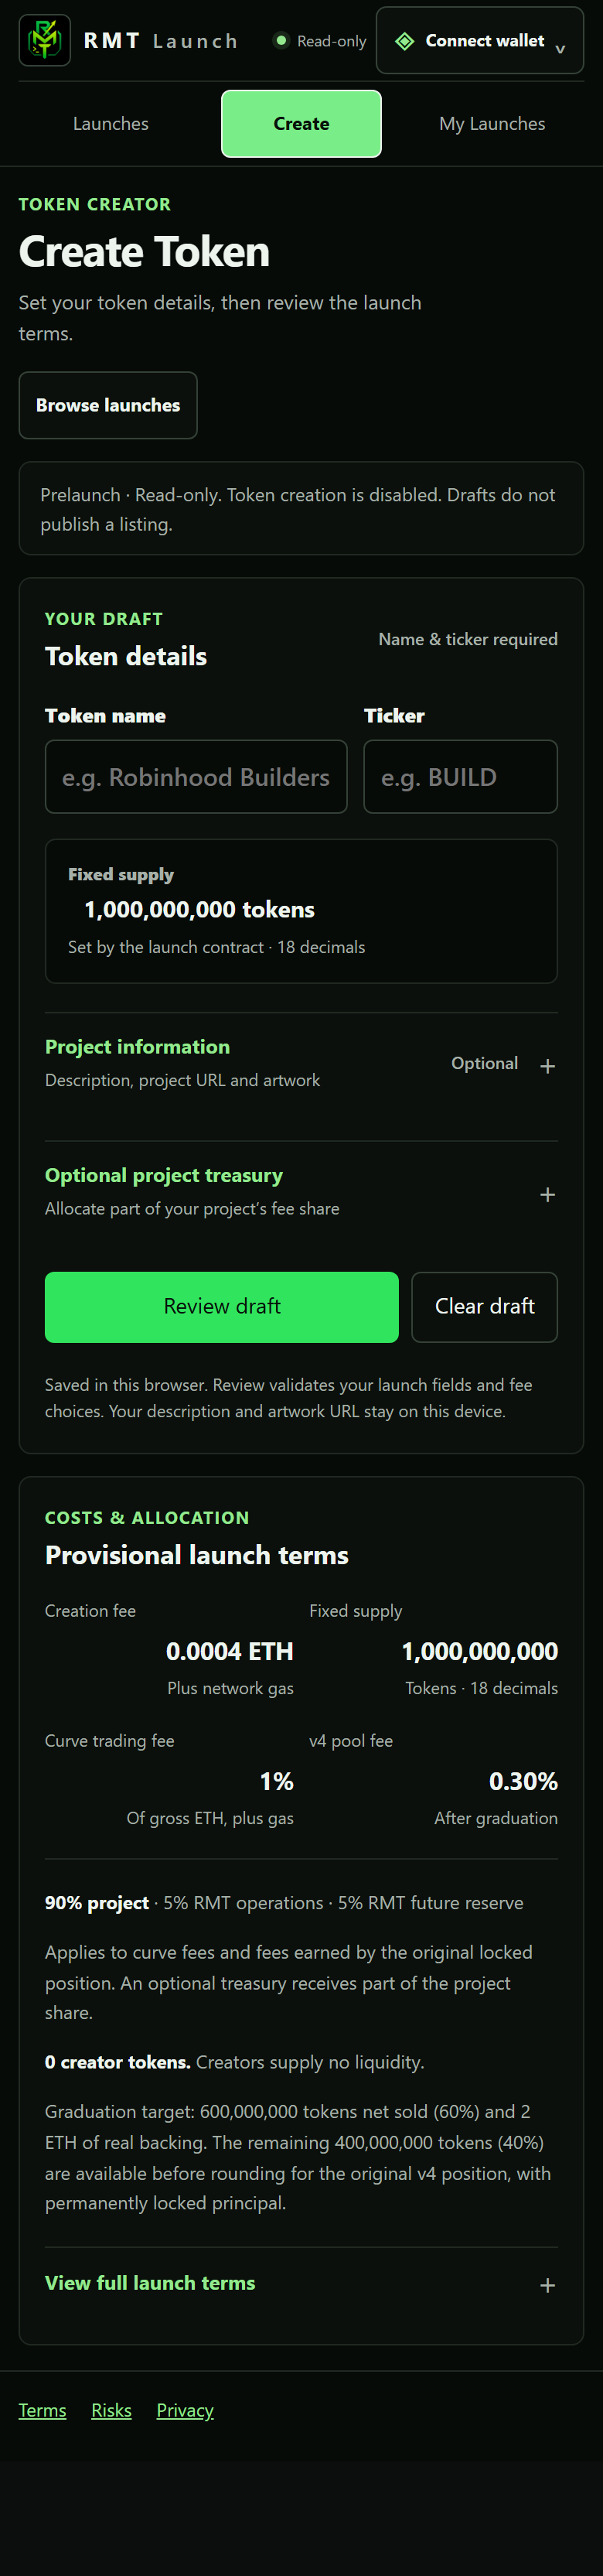 RMT Launch
Read-only
Connect wallet
Launches
Create
My Launches
TOKEN CREATOR
Create Token
Set your token details, then review the launch
terms.
Browse launches
Prelaunch · Read-only. Token creation is disabled. Drafts do not
publish a listing.
YOUR DRAFT
Token details
Name & ticker required
Token name
Ticker
e.g. Robinhood Builders
e.g. BUILD
Fixed supply
1,000,000,000 tokens
Set by the launch contract · 18 decimals
Project information
Description, project URL and artwork
Optional +
Optional project treasury
Allocate part of your project’s fee share
+
Review draft
Clear draft
Saved in this browser. Review validates your launch fields and fee
choices. Your description and artwork URL stay on this device.
COSTS & ALLOCATION
Provisional launch terms
Creation fee
0.0004 ETH
Plus network gas
Fixed supply
1,000,000,000
Tokens · 18 decimals
Curve trading fee
1%
Of gross ETH, plus gas
v4 pool fee
0.30%
After graduation
90% project · 5% RMT operations · 5% RMT future reserve
Applies to curve fees and fees earned by the original locked
position. An optional treasury receives part of the project
share.
0 creator tokens. Creators supply no liquidity.
Graduation target: 600,000,000 tokens net sold (60%) and 2
ETH of real backing. The remaining 400,000,000 tokens (40%)
are available before rounding for the original v4 position, with
permanently locked principal.
View full launch terms +
Terms Risks Privacy